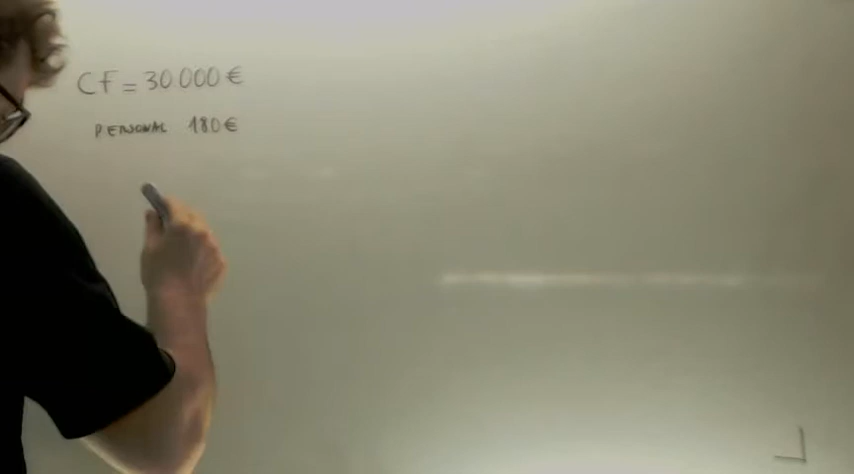 CF = 30 000 €
PERSONAL 180 €